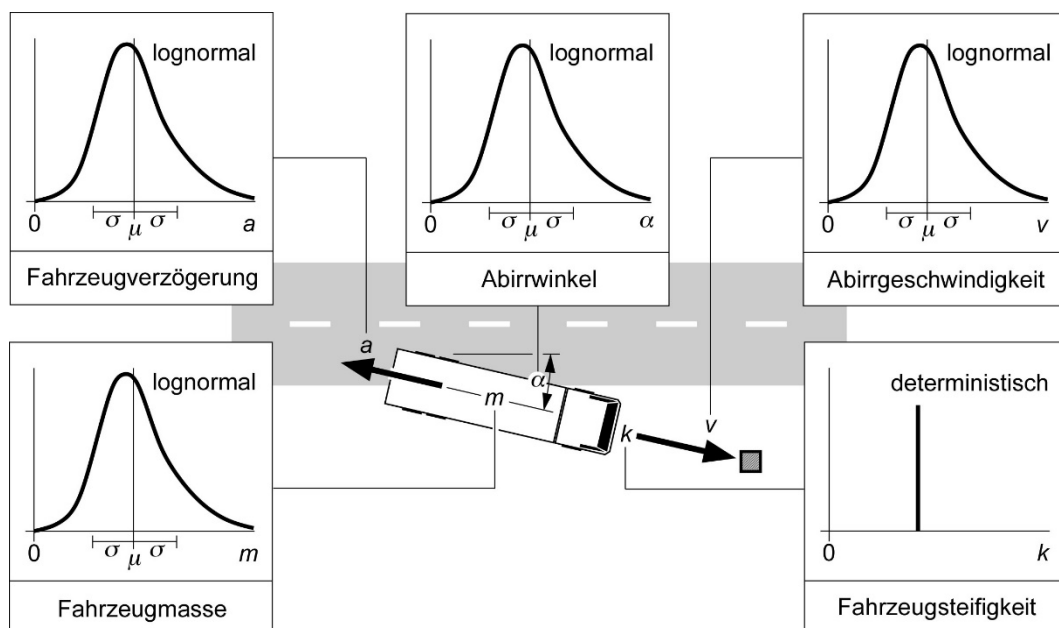 lognormal
0 σ μ σ a
Fahrzeugverzögerung
lognormal
0 σ μ σ α
Abirrwinkel
lognormal
0 σ μ σ v
Abirrgeschwindigkeit
a
α
m
k
v
lognormal
0 σ μ σ m
Fahrzeugmasse
deterministisch
0 k
Fahrzeugsteifigkeit